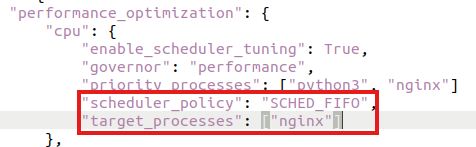 "performance_optimization": {
"cpu": {
"enable_scheduler_tuning": True,
"governor": "performance",
"priority_processes": ["python3", "nginx"]
"scheduler_policy": "SCHED_FIFO",
"target_processes": ["nginx"]
},